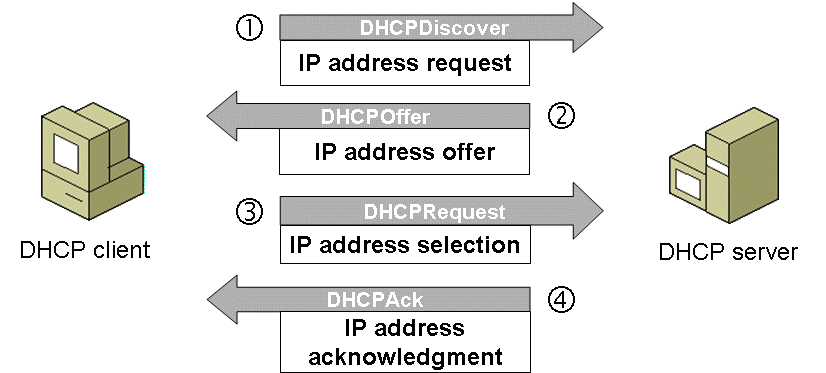 ①
DHCPDiscover
IP address request
DHCPOffer
②
IP address offer
③
DHCPRequest
IP address selection
DHCP client
DHCP server
DHCPAck
④
IP address
acknowledgment